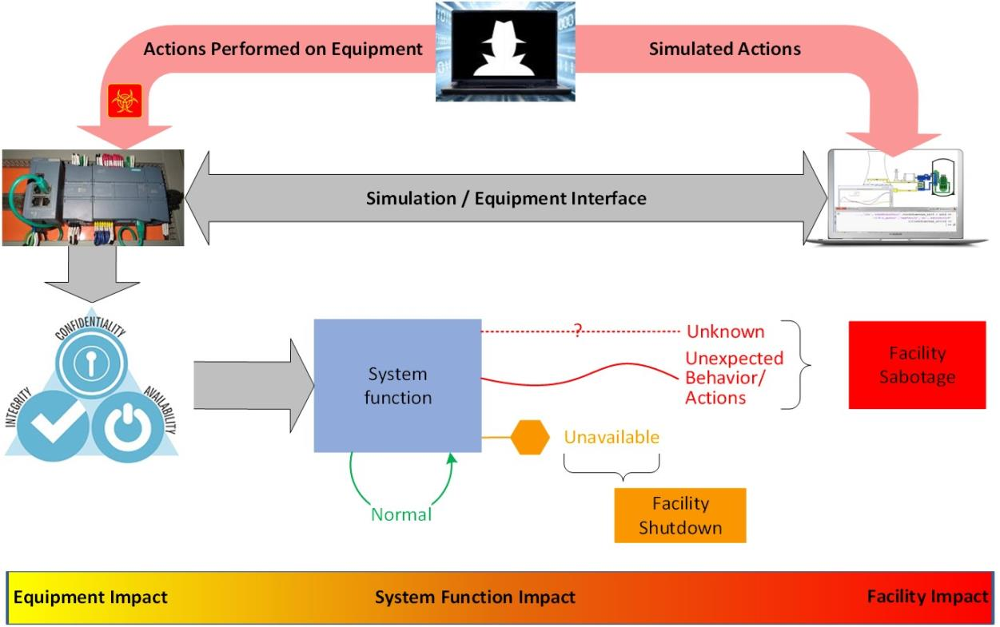 Actions Performed on Equipment
Simulated Actions
Simulation / Equipment Interface
CONFIDENTIALITY
INTEGRITY
AVAILABILITY
System
function
?
Unknown
Unexpected
Behavior/
Actions
Unavailable
Normal
Facility
Sabotage
Facility
Shutdown
Equipment Impact
System Function Impact
Facility Impact